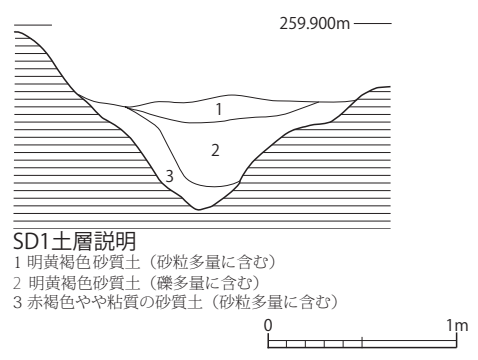 259.900m
1
2
3
SD1土層説明
1 明黄褐色砂質土（砂粒多量に含む）
2 明黄褐色砂質土（礫多量に含む）
3 赤褐色やや粘質の砂質土（砂粒多量に含む）
0 1m